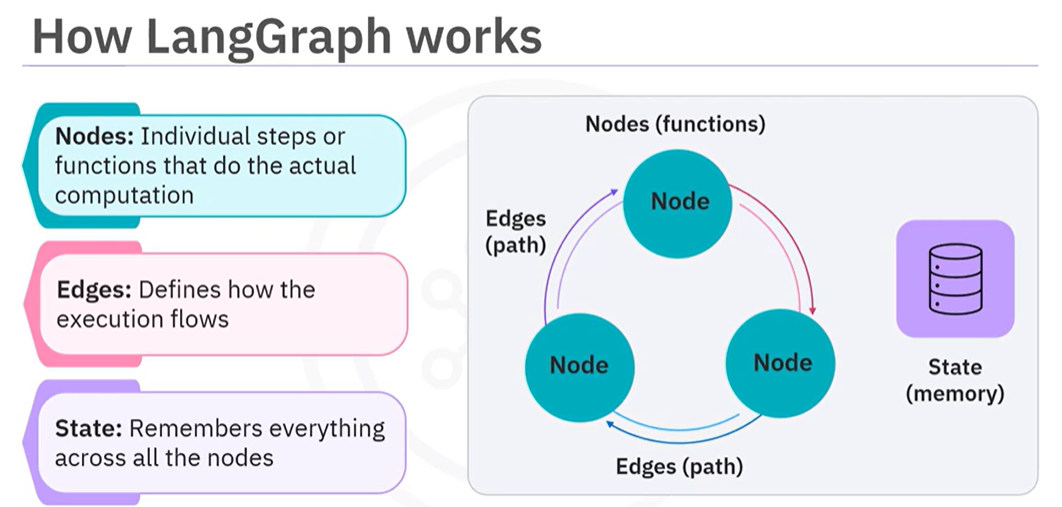 How LangGraph works
Nodes: Individual steps or
functions that do the actual
computation
Edges: Defines how the
execution flows
State: Remembers everything
across all the nodes
Nodes (functions)
Node
Edges
(path)
Node
Node
State
(memory)
Edges (path)